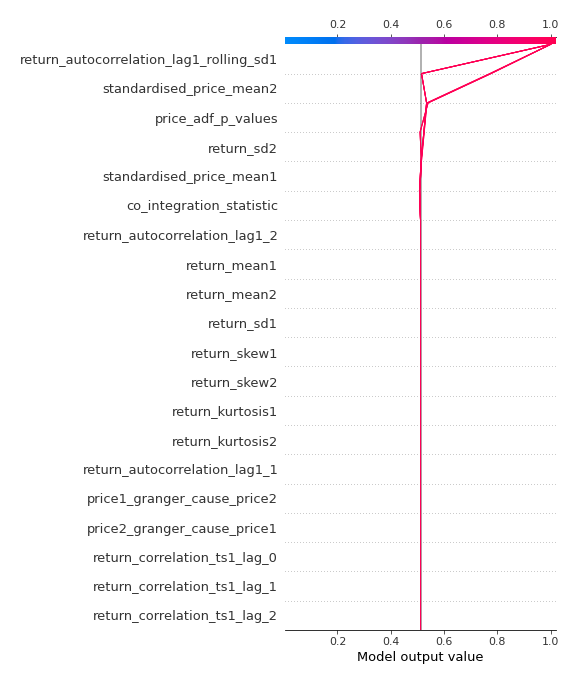 0.2 0.4 0.6 0.8 1.0
return_autocorrelation_lag1_rolling_sd1
standardised_price_mean2
price_adf_p_values
return_sd2
standardised_price_mean1
co_integration_statistic
return_autocorrelation_lag1_2
return_mean1
return_mean2
return_sd1
return_skew1
return_skew2
return_kurtosis1
return_kurtosis2
return_autocorrelation_lag1_1
price1_granger_cause_price2
price2_granger_cause_price1
return_correlation_ts1_lag_0
return_correlation_ts1_lag_1
return_correlation_ts1_lag_2
0.2 0.4 0.6 0.8 1.0
Model output value